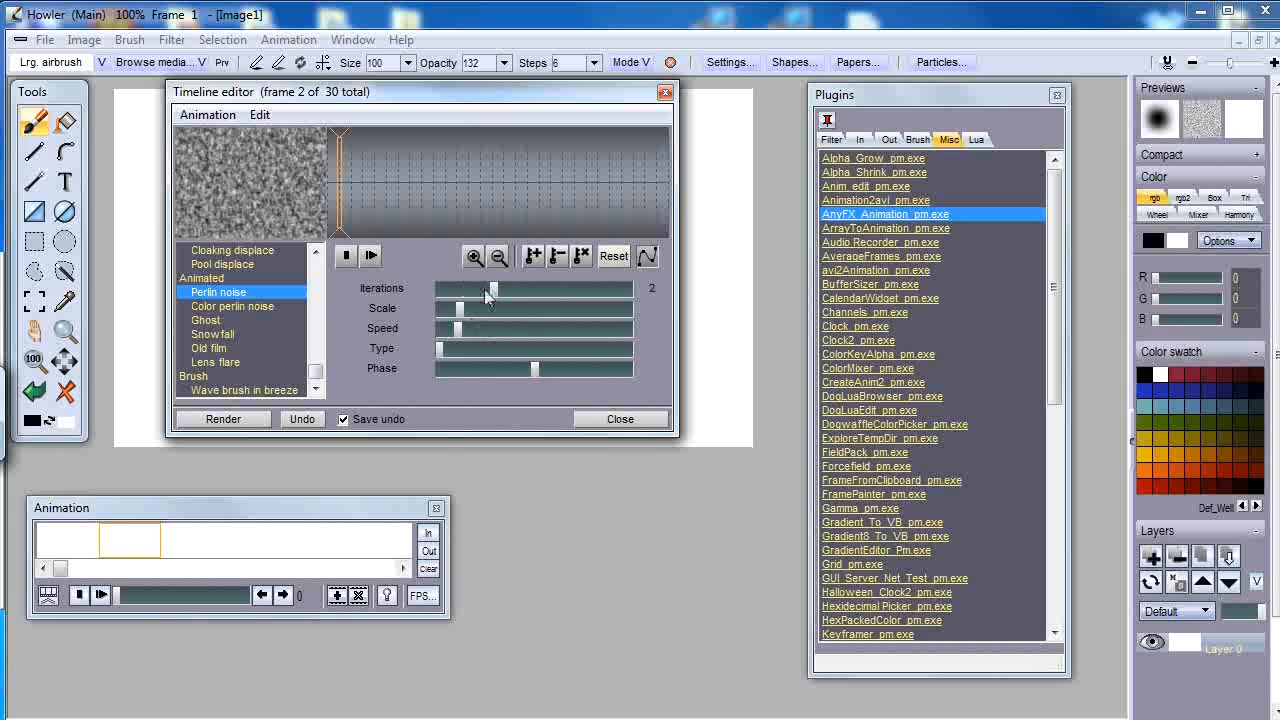 Howler (Main) 100% Frame 1 - [Image1]
File Image Brush Filter Selection Animation Window Help
Lrg. airbrush V Browse media... V Prv Size 100 Opacity 132 Steps 6 Mode V Settings... Shapes... Papers... Particles...
Tools
100
Timeline editor (frame 2 of 30 total)
Animation Edit
Reset
Cloaking displace
Pool displace
Animated
Perlin noise
Color perlin noise
Ghost
Snowfall
Old film
Lens flare
Brush
Wave brush in breeze
Iterations 2
Scale
Speed
Type
Phase
Render Undo Save undo Close
Animation
In
Out
Clear
0 FPS...
Plugins
Filter In Out Brush Misc Lua
Alpha_Grow_pm.exe
Alpha_Shrink_pm.exe
Anim_edit_pm.exe
Animation2avi_pm.exe
AnyFX_Animation_pm.exe
ArrayToAnimation_pm.exe
Audio Recorder_pm.exe
AverageFrames_pm.exe
avi2Animation_pm.exe
BufferSizer_pm.exe
CalendarWidget_pm.exe
Channels_pm.exe
Clock_pm.exe
Clock2_pm.exe
ColorKeyAlpha_pm.exe
ColorMixer_pm.exe
CreateAnim2_pm.exe
DogLuaBrowser_pm.exe
DogLuaEdit_pm.exe
DogwaffleColorPicker_pm.exe
ExploreTempDir_pm.exe
FieldPack_pm.exe
Forcefield_pm.exe
FrameFromClipboard_pm.exe
FramePainter_pm.exe
Gamma_pm.exe
Gradient_To_VB_pm.exe
Gradient8_To_VB_pm.exe
GradientEditor_Pm.exe
Grid_pm.exe
GUI_Server_Net_Test_pm.exe
Halloween_Clock2_pm.exe
Hexidecimal Picker_pm.exe
HexPackedColor_pm.exe
Keyframer_pm.exe
Previews -
Compact +
Color -
rgb rgb2 Box Tri
Wheel Mixer Harmony
Options
R 0
G 0
B 0
Color swatch -
Def_Well
Layers -
M S V
Default
Layer 0